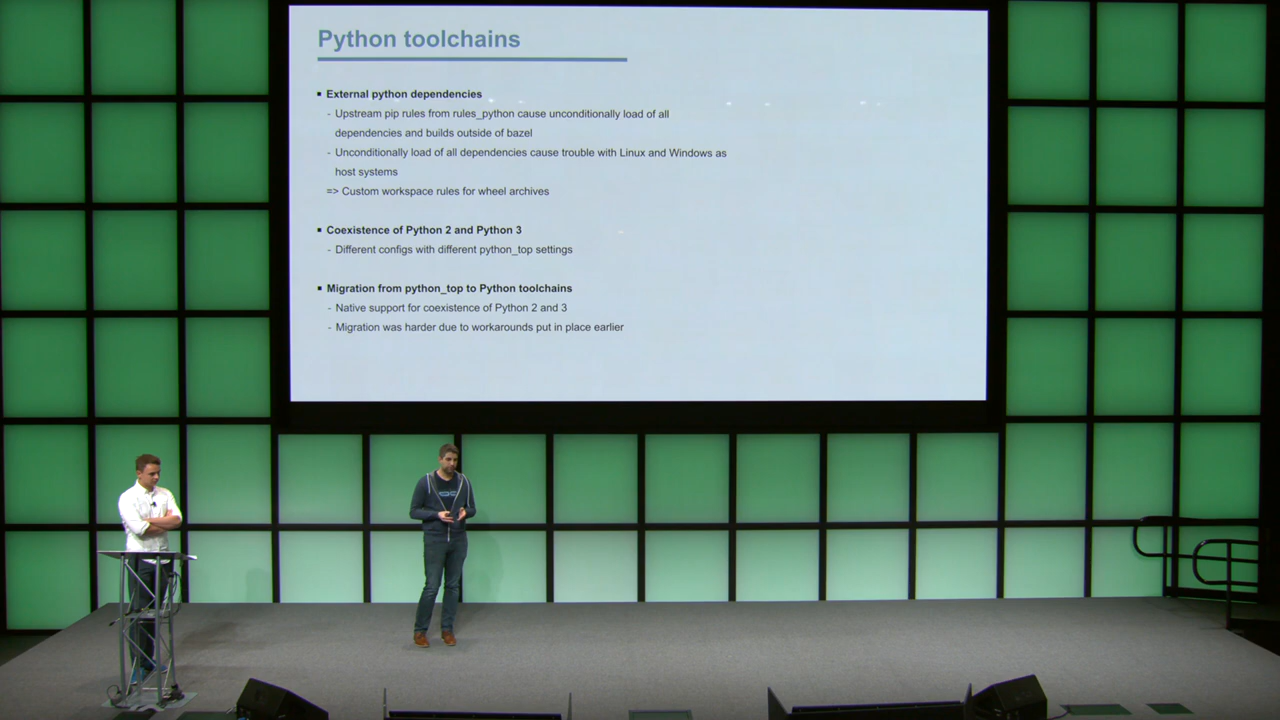 Python toolchains
▪ External python dependencies
- Upstream pip rules from rules_python cause unconditionally load of all
dependencies and builds outside of bazel
- Unconditionally load of all dependencies cause trouble with Linux and Windows as
host systems
=> Custom workspace rules for wheel archives
▪ Coexistence of Python 2 and Python 3
- Different configs with different python_top settings
▪ Migration from python_top to Python toolchains
- Native support for coexistence of Python 2 and 3
- Migration was harder due to workarounds put in place earlier